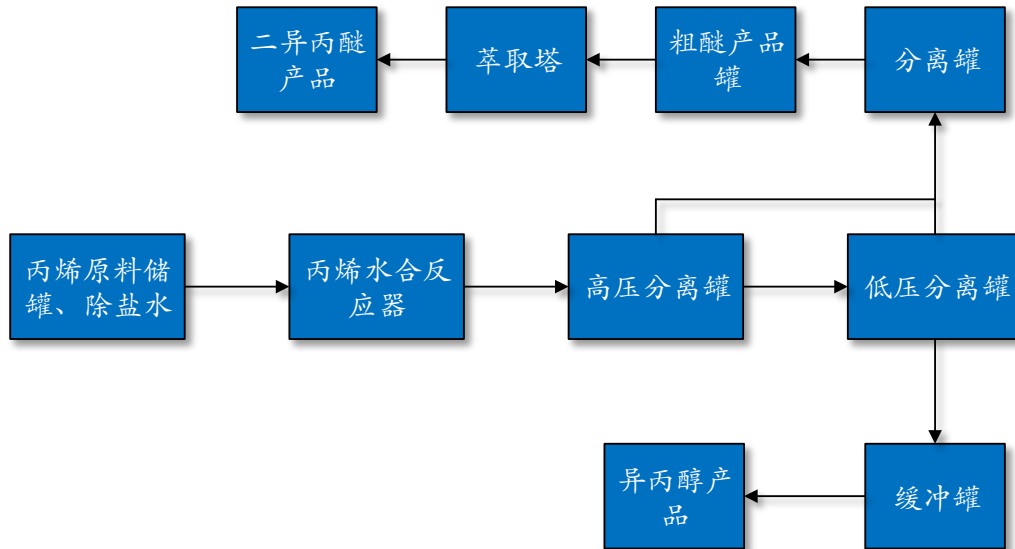 二异丙醚
产品
萃取塔
粗醚产品
罐
分离罐
丙烯原料储
罐、除盐水
丙烯水合反
应器
高压分离罐
低压分离罐
异丙醇产
品
缓冲罐